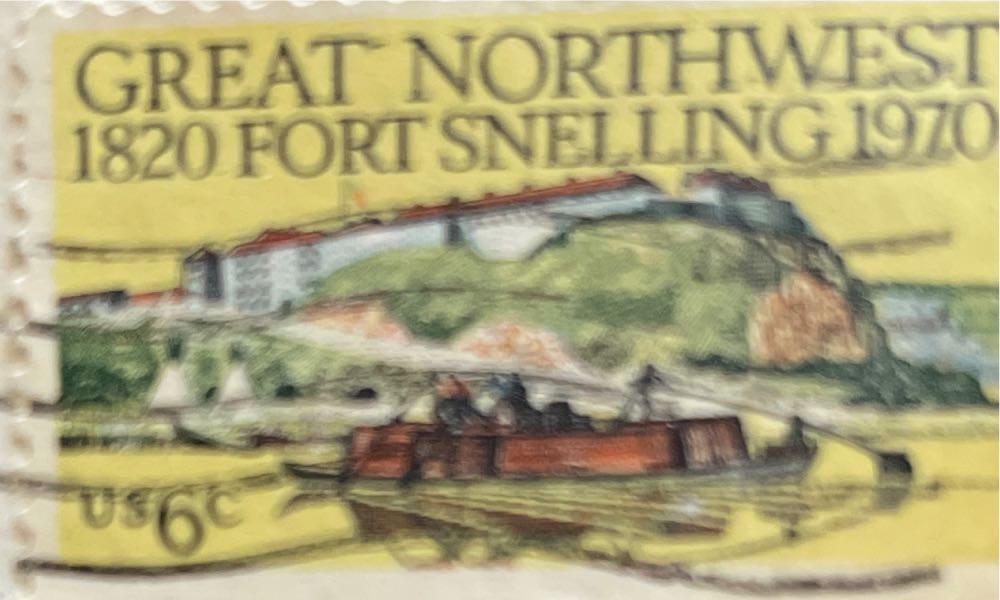 GREAT NORTHWEST
1820 FORT SNELLING 1970
US 6C